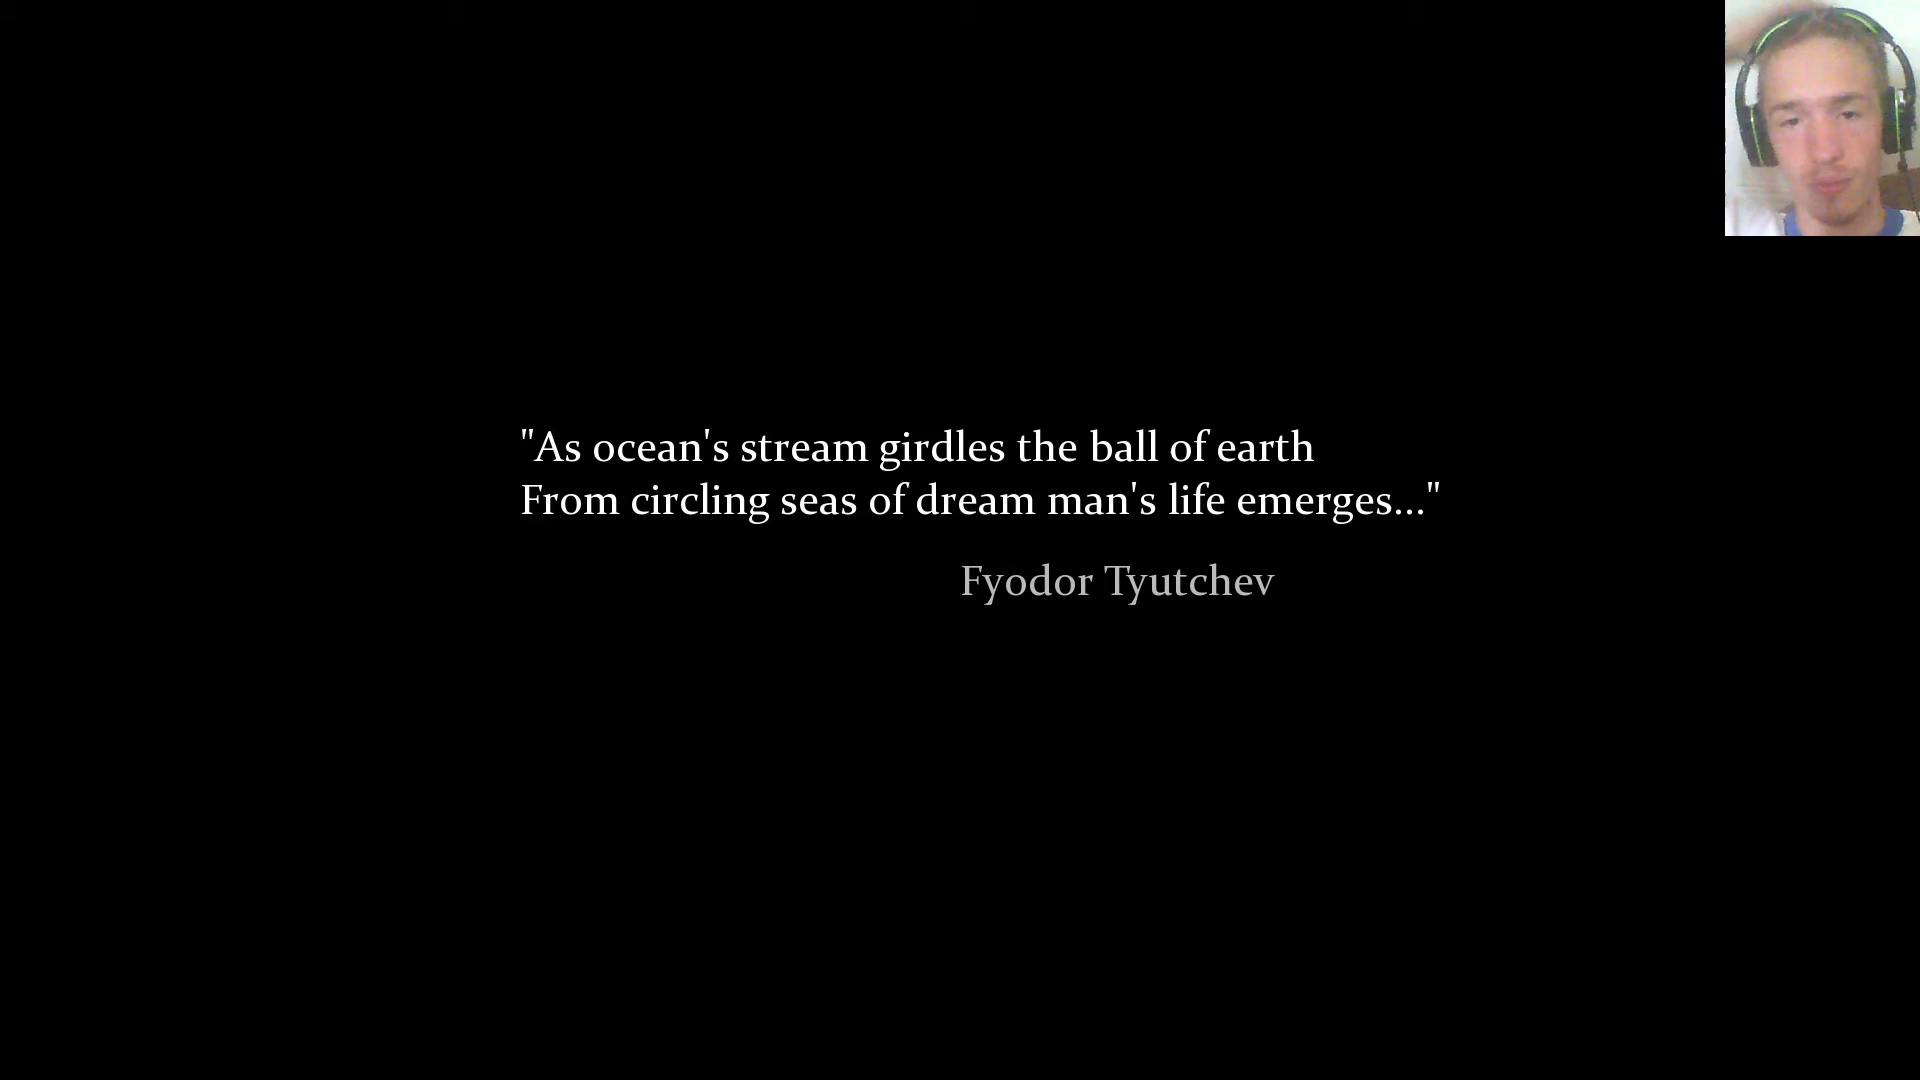 "As ocean's stream girdles the ball of earth
From circling seas of dream man's life emerges..."
Fyodor Tyutchev